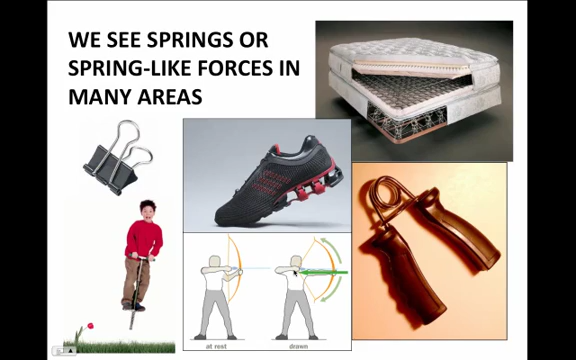 WE SEE SPRINGS OR
SPRING-LIKE FORCES IN
MANY AREAS
at rest
drawn